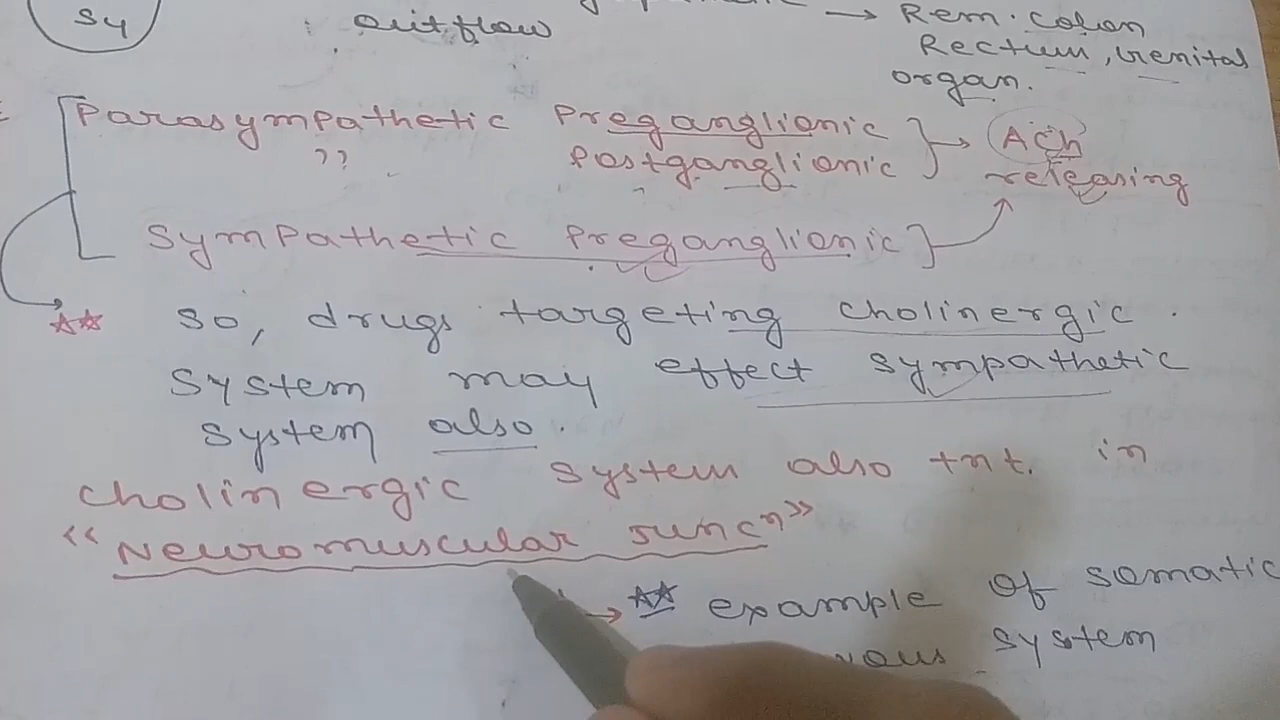 S4
outflow
→ Rem. Colon
Rectum, Genital
organ.
Parasympathetic Preganglionic } → ACh
?? Postganglionic releasing
Sympathetic Preganglionic }
☆☆ So, drugs targeting cholinergic.
System may effect sympathetic
system also.
Cholinergic system also tnt. in
"Neuromuscular Juncⁿ"
→ ☆☆ example of somatic
vous system